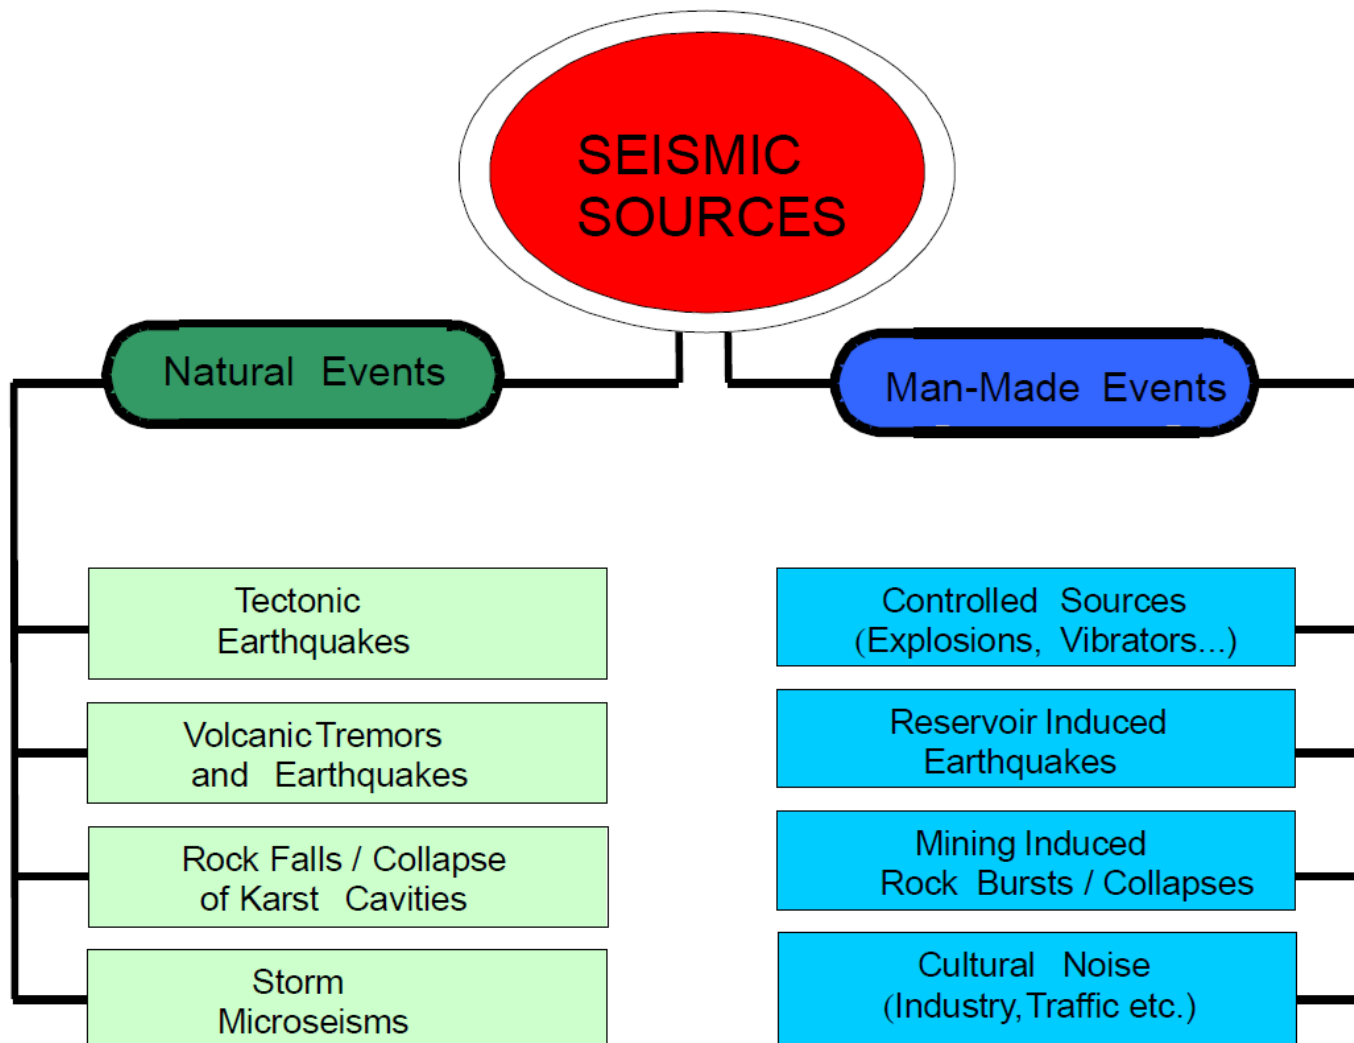 SEISMIC
SOURCES
Natural Events
Man-Made Events
Tectonic
Earthquakes
Volcanic Tremors
and Earthquakes
Rock Falls / Collapse
of Karst Cavities
Storm
Microseisms
Controlled Sources
(Explosions, Vibrators...)
Reservoir Induced
Earthquakes
Mining Induced
Rock Bursts / Collapses
Cultural Noise
(Industry, Traffic etc.)